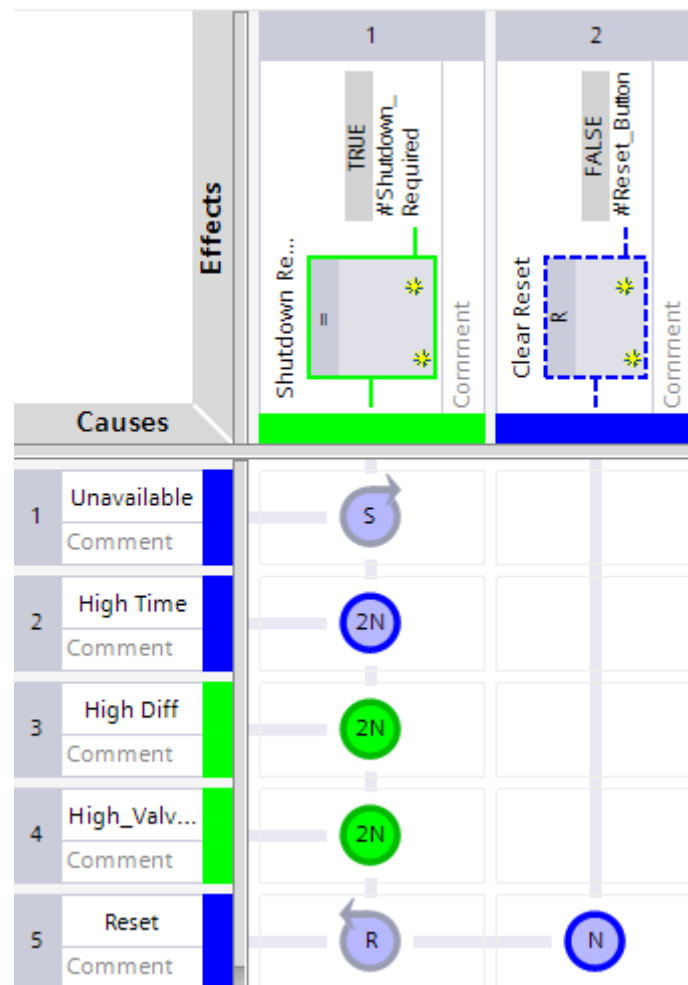 1
2
TRUE
#Shutdown_
Required
FALSE
#Reset_Button
Effects
Shutdown Re...
=
Comment
Clear Reset
R
Comment
Causes
1
Unavailable
Comment
S
2
High Time
Comment
2N
3
High Diff
Comment
2N
4
High_Valv...
Comment
2N
5
Reset
Comment
R
N